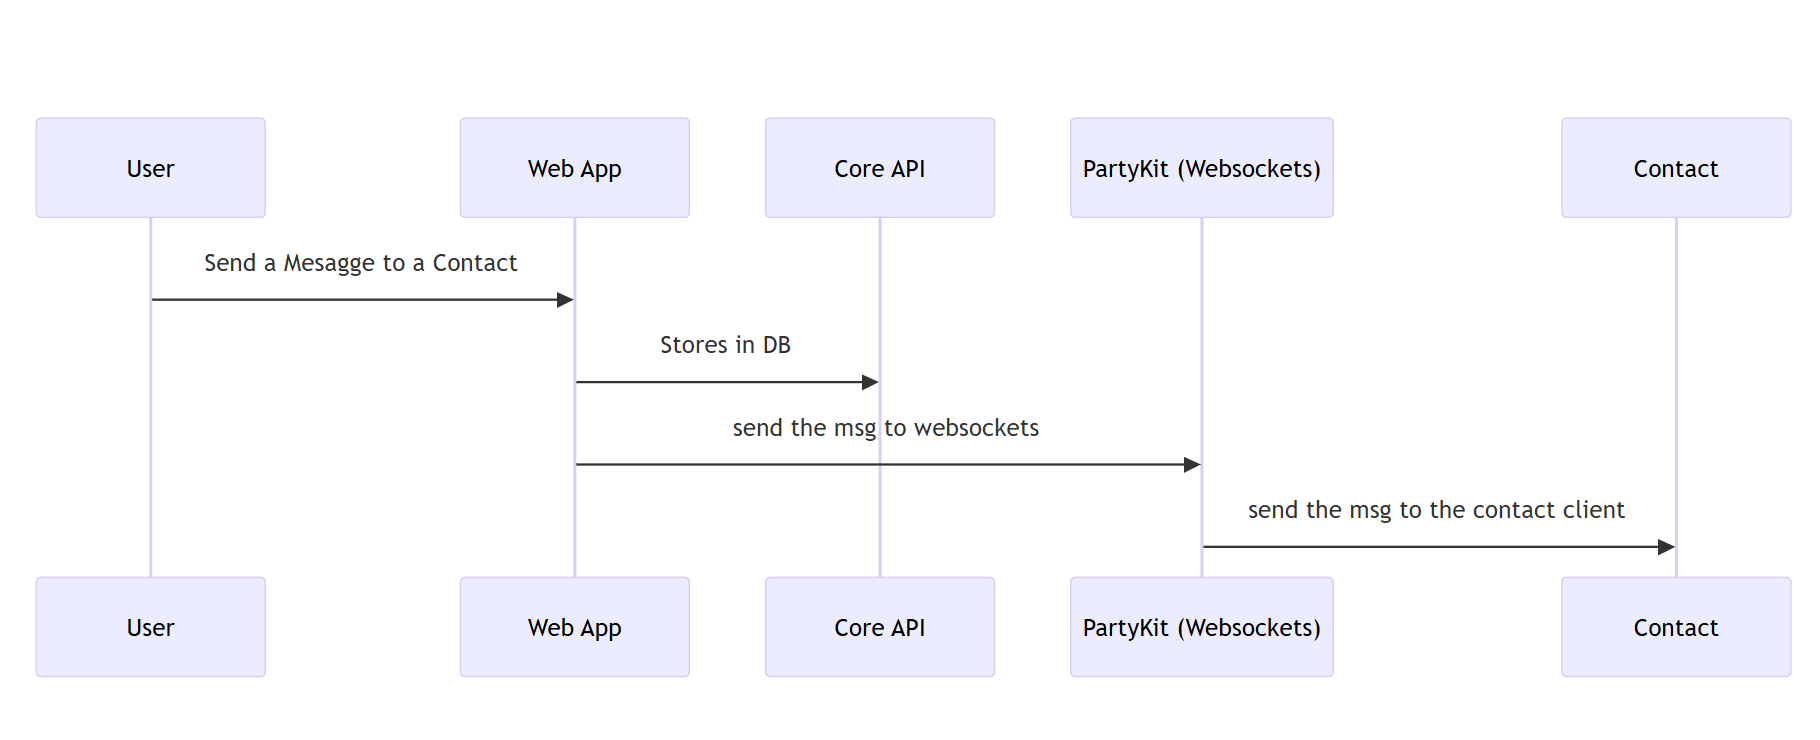 User
Web App
Core API
PartyKit (Websockets)
Contact
Send a Mesagge to a Contact
Stores in DB
send the msg to websockets
send the msg to the contact client
User
Web App
Core API
PartyKit (Websockets)
Contact